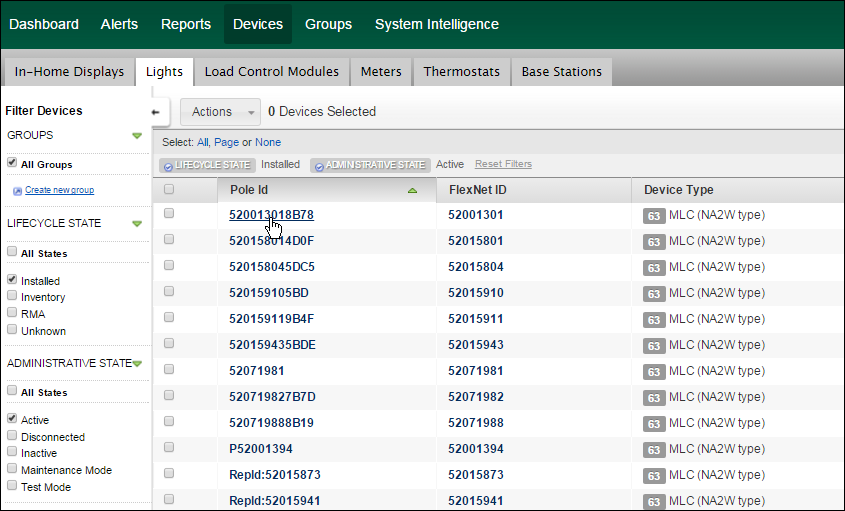 Dashboard Alerts Reports Devices Groups System Intelligence
In-Home Displays Lights Load Control Modules Meters Thermostats Base Stations
Filter Devices
GROUPS
All Groups
Create new group
LIFECYCLE STATE
All States
Installed
Inventory
RMA
Unknown
ADMINISTRATIVE STATE
All States
Active
Disconnected
Inactive
Maintenance Mode
Test Mode
Actions 0 Devices Selected
Select: All, Page or None
LIFECYCLE STATE Installed ADMINISTRATIVE STATE Active Reset Filters
Pole Id FlexNet ID Device Type
520013018B78 52001301 63 MLC (NA2W type)
520158014D0F 52015801 63 MLC (NA2W type)
520158045DC5 52015804 63 MLC (NA2W type)
520159105BD 52015910 63 MLC (NA2W type)
520159119B4F 52015911 63 MLC (NA2W type)
520159435BDE 52015943 63 MLC (NA2W type)
52071981 52071981 63 MLC (NA2W type)
520719827B7D 52071982 63 MLC (NA2W type)
520719888B19 52071988 63 MLC (NA2W type)
P52001394 52001394 63 MLC (NA2W type)
RepId:52015873 52015873 63 MLC (NA2W type)
RepId:52015941 52015941 63 MLC (NA2W type)